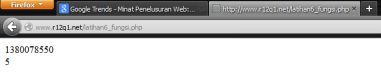 Firefox
Google Trends - Minat Penelusuran Web:...
http://www.r12q1.net/latihan6_fungsi.php
www.r12q1.net/latihan6_fungsi.php
1380078550
5